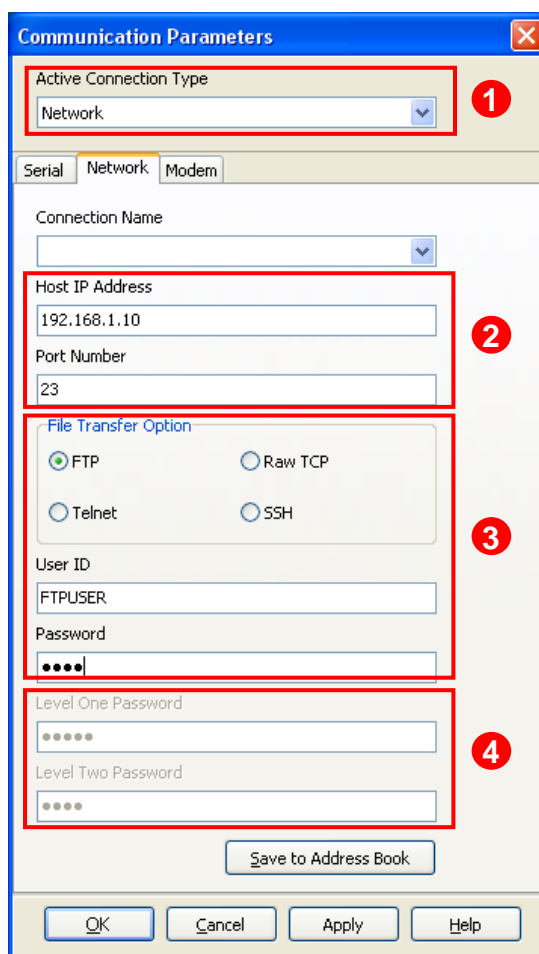 Communication Parameters
Active Connection Type
1
Network
Serial Network Modem
Connection Name
Host IP Address
192.168.1.10
2
Port Number
23
File Transfer Option
FTP Raw TCP
Telnet SSH
3
User ID
FTPUSER
Password
••••
Level One Password
•••••
4
Level Two Password
••••
Save to Address Book
OK Cancel Apply Help